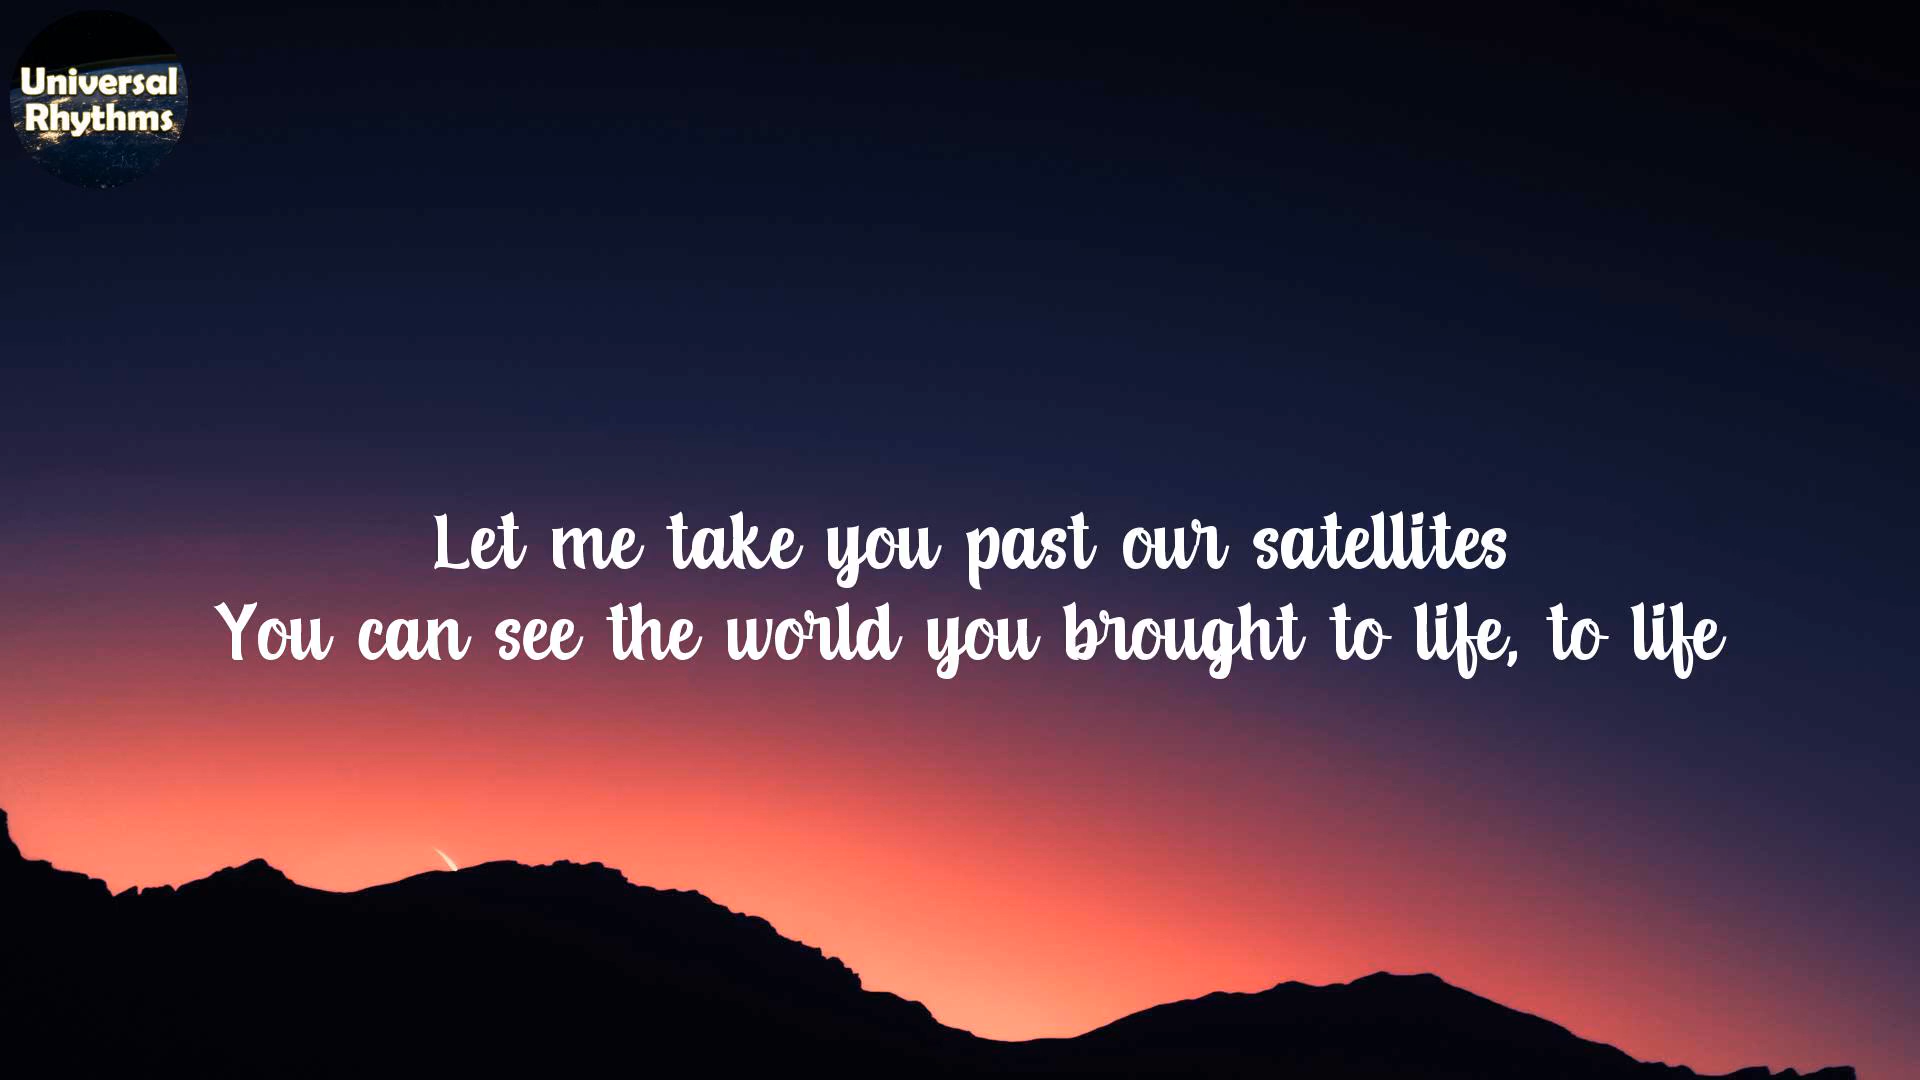 Universal
Rhythms
Let me take you past our satellites
You can see the world you brought to life, to life